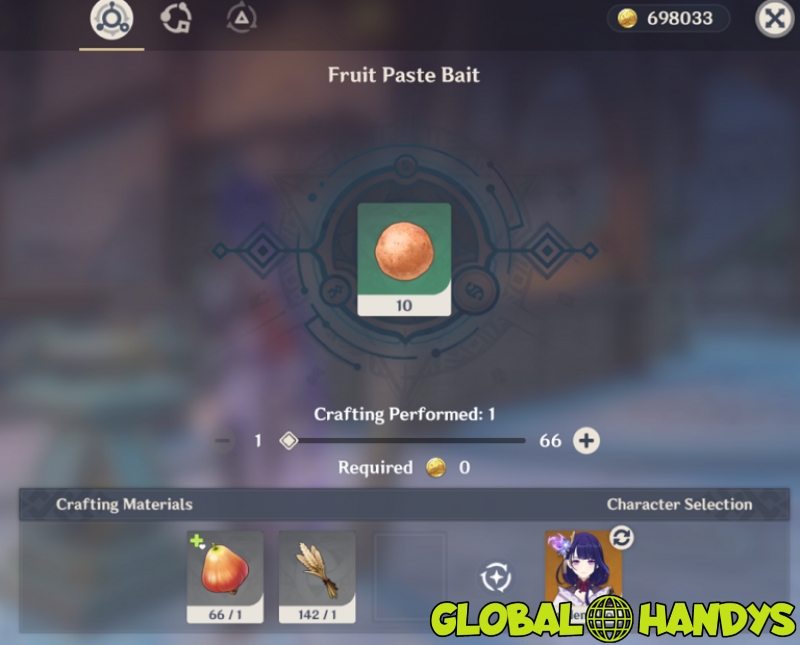 698033
Fruit Paste Bait
10
Crafting Performed: 1
1
66
Required 0
Crafting Materials
Character Selection
66 / 1
142 / 1
GLOBAL HANDYS